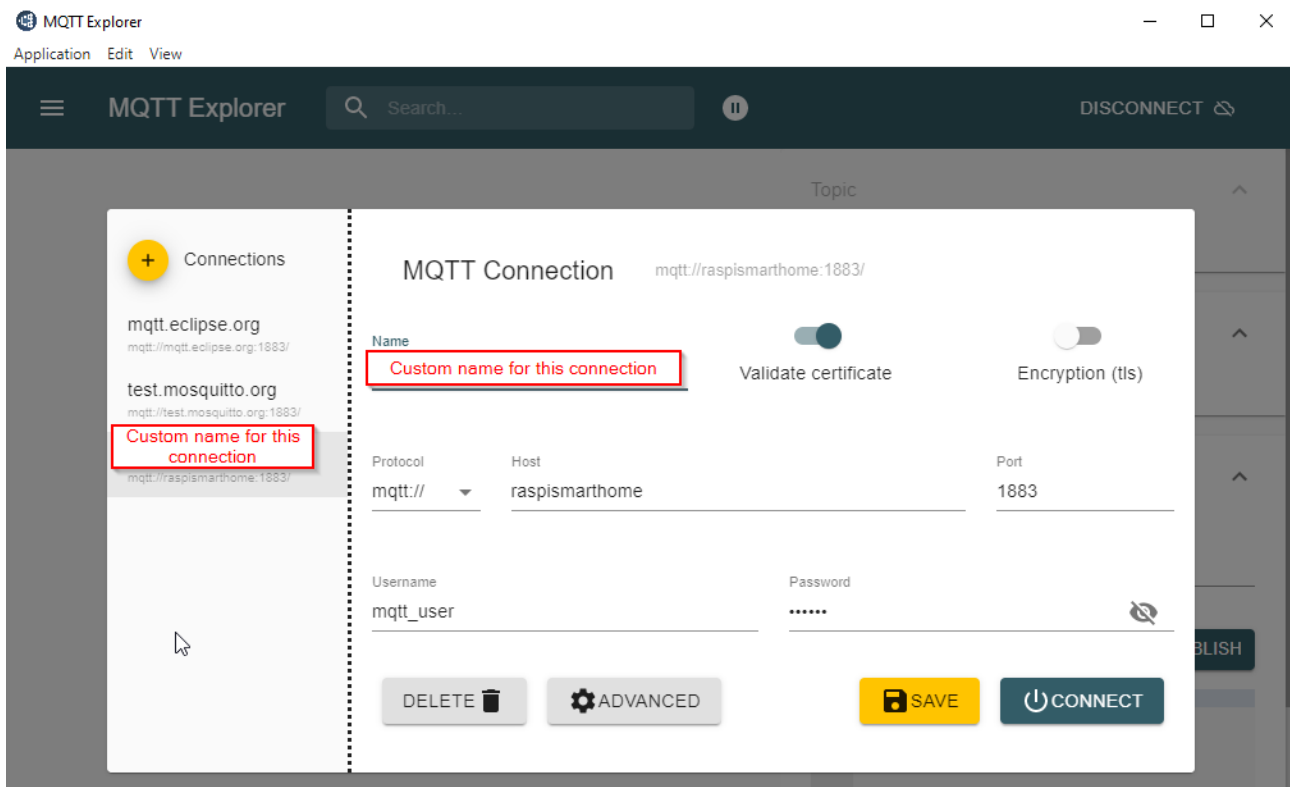 MQTT Explorer
Application Edit View
MQTT Explorer
Search...
DISCONNECT
Topic
Connections
mqtt.eclipse.org
mqtt://mqtt.eclipse.org:1883/
test.mosquitto.org
mqtt://test.mosquitto.org:1883/
Custom name for this
connection
mqtt://raspismarthome:1883/
MQTT Connection mqtt://raspismarthome:1883/
Name
Custom name for this connection
Validate certificate
Encryption (tls)
Protocol Host Port
mqtt:// raspismarthome 1883
Username Password
mqtt_user ••••••
BLISH
DELETE ADVANCED SAVE CONNECT